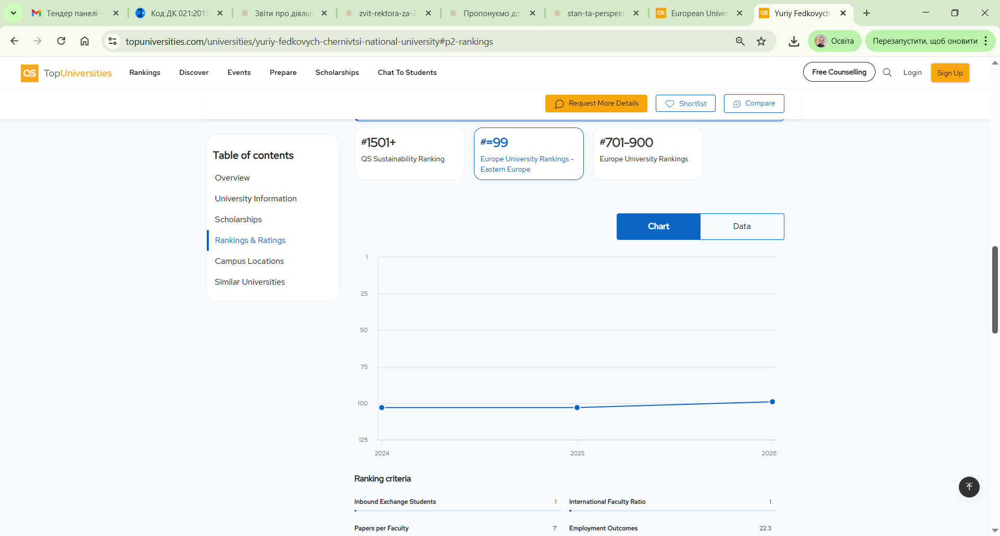 Тендер панелі -
Код ДК 021:2015
Звіти про діяльн
zvit-rektora-za-2
Пропонуємо до
stan-ta-perspekt
QS European Univer
QS Yuriy Fedkovych
topuniversities.com/universities/yuriy-fedkovych-chernivtsi-national-university#p2-rankings
Освіта
Перезапустити, щоб оновити
QS TopUniversities
Rankings
Discover
Events
Prepare
Scholarships
Chat To Students
Free Counselling
Login
Sign Up
Request More Details
Shortlist
Compare
Table of contents
Overview
University Information
Scholarships
Rankings & Ratings
Campus Locations
Similar Universities
#1501+
QS Sustainability Ranking
#=99
Europe University Rankings -
Eastern Europe
#701-900
Europe University Rankings
Chart
Data
1
25
50
75
100
125
2024
2025
2026
Ranking criteria
Inbound Exchange Students 1
International Faculty Ratio 1
Papers per Faculty 7
Employment Outcomes 22.3